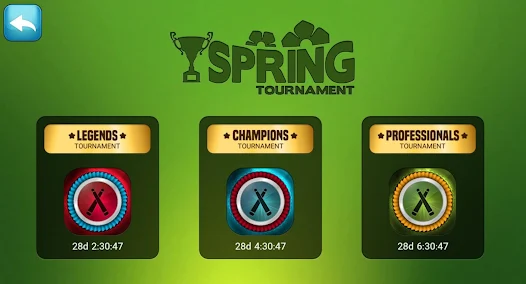 SPRING
TOURNAMENT
LEGENDS
TOURNAMENT
28d 2:30:47
CHAMPIONS
TOURNAMENT
28d 4:30:47
PROFESSIONALS
TOURNAMENT
28d 6:30:47